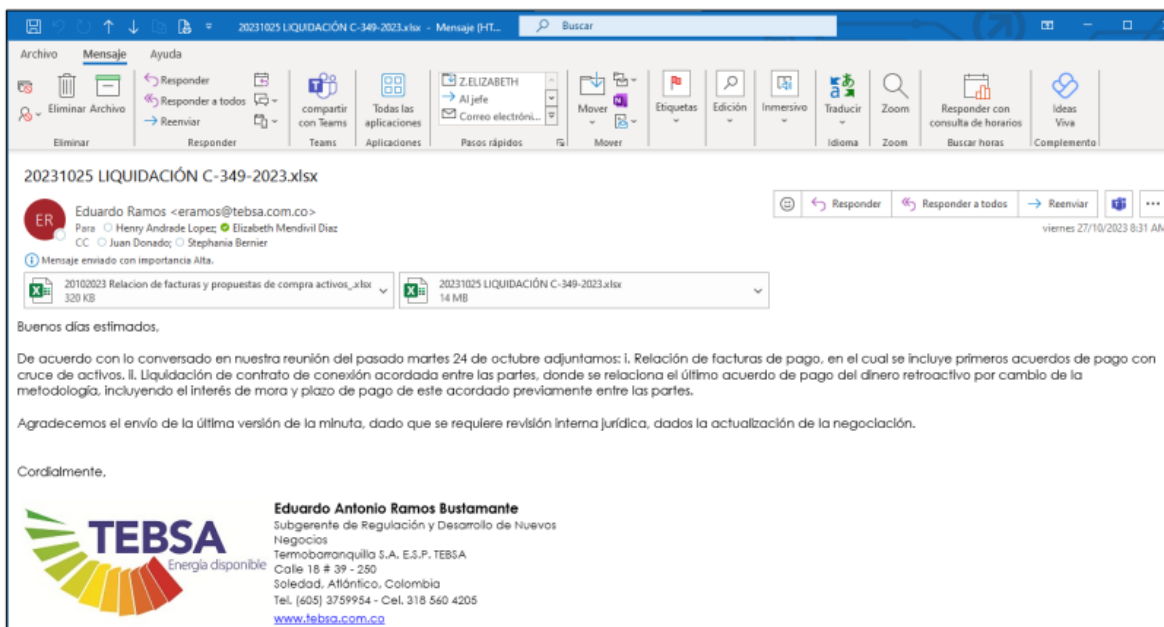 20231025 LIQUIDACIÓN C-349-2023.xlsx - Mensaje (HT...
Buscar
Archivo Mensaje Ayuda
Eliminar Archivo
Responder
Responder a todos
Reenviar
compartir con Teams
Todas las aplicaciones
Z.ELIZABETH
Al jefe
Correo electróni...
Mover
Etiquetas
Edición
Inmersivo
Traducir
Zoom
Responder con consulta de horarios
Ideas Viva
Eliminar Responder Teams Aplicaciones Pasos rápidos Mover Idioma Zoom Buscar horas Complemento
20231025 LIQUIDACIÓN C-349-2023.xlsx
ER
Eduardo Ramos <eramos@tebsa.com.co>
Para Henry Andrade Lopez; Elizabeth Mendivil Diaz
CC Juan Donado; Stephania Bernier
Responder Responder a todos Reenviar
viernes 27/10/2023 8:31 AM
Mensaje enviado con importancia Alta.
20102023 Relacion de facturas y propuestas de compra activos_.xlsx
320 KB
20231025 LIQUIDACIÓN C-349-2023.xlsx
14 MB
Buenos días estimados,
De acuerdo con lo conversado en nuestra reunión del pasado martes 24 de octubre adjuntamos: i. Relación de facturas de pago, en el cual se incluye primeros acuerdos de pago con
cruce de activos. ii. Liquidación de contrato de conexión acordada entre las partes, donde se relaciona el último acuerdo de pago del dinero retroactivo por cambio de la
metodología, incluyendo el interés de mora y plazo de pago de este acordado previamente entre las partes.
Agradecemos el envío de la última versión de la minuta, dado que se requiere revisión interna jurídica, dados la actualización de la negociación.
Cordialmente,
TEBSA
Energía disponible
Eduardo Antonio Ramos Bustamante
Subgerente de Regulación y Desarrollo de Nuevos
Negocios
Termobarranquilla S.A. E.S.P. TEBSA
Calle 18 # 39 - 250
Soledad, Atlántico, Colombia
Tel. (605) 3759954 - Cel. 318 560 4205
www.tebsa.com.co